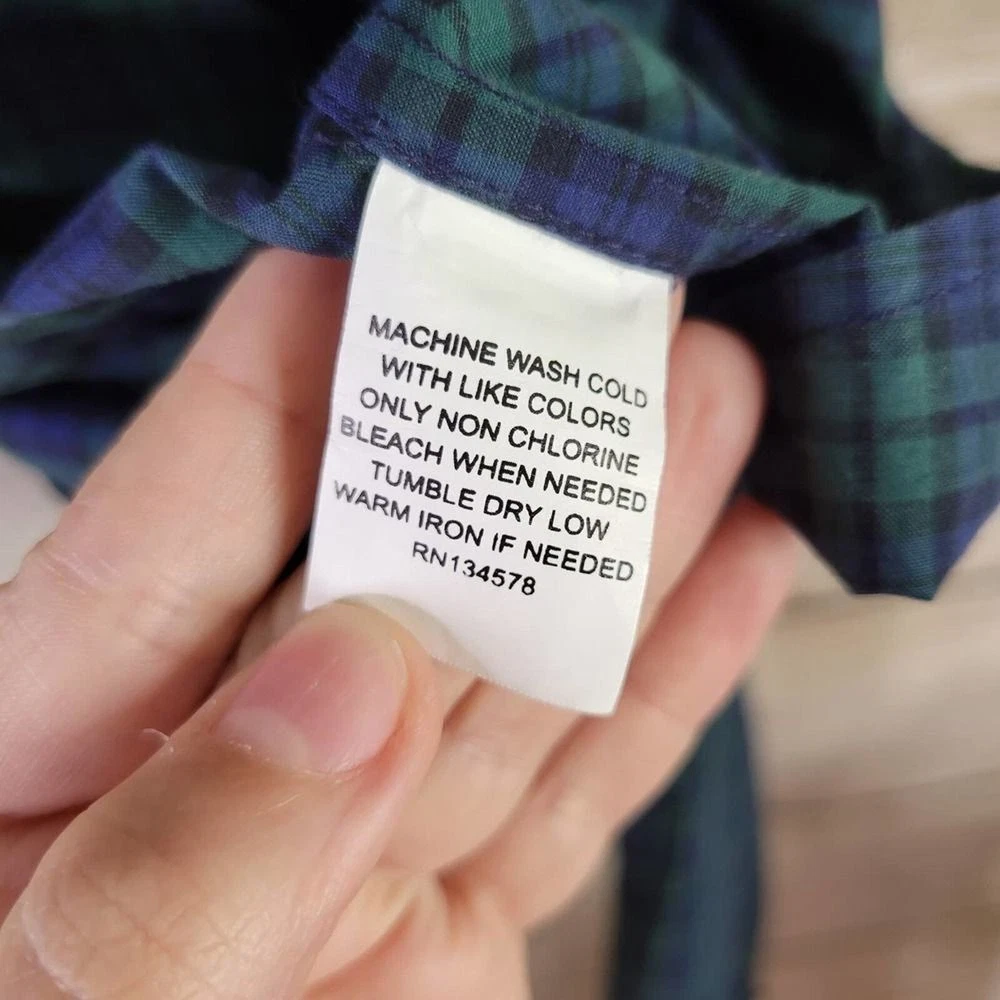 MACHINE WASH COLD
WITH LIKE COLORS
ONLY NON CHLORINE
BLEACH WHEN NEEDED
TUMBLE DRY LOW
WARM IRON IF NEEDED
RN134578